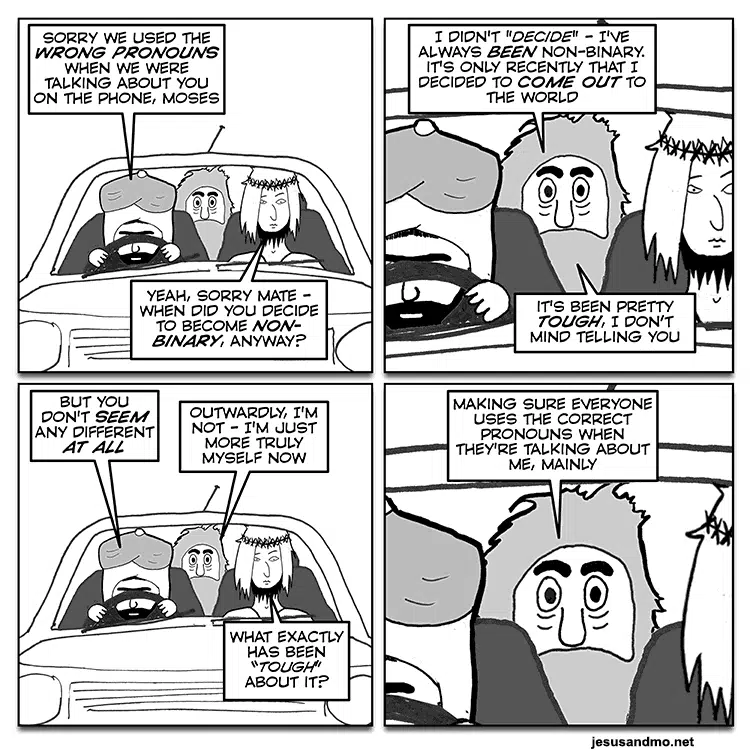 SORRY WE USED THE
WRONG PRONOUNS
WHEN WE WERE
TALKING ABOUT YOU
ON THE PHONE, MOSES
YEAH, SORRY MATE -
WHEN DID YOU DECIDE
TO BECOME NON-
BINARY, ANYWAY?
I DIDN'T "DECIDE" - I'VE
ALWAYS BEEN NON-BINARY.
IT'S ONLY RECENTLY THAT I
DECIDED TO COME OUT TO
THE WORLD
IT'S BEEN PRETTY
TOUGH, I DON'T
MIND TELLING YOU
BUT YOU
DON'T SEEM
ANY DIFFERENT
AT ALL
OUTWARDLY, I'M
NOT - I'M JUST
MORE TRULY
MYSELF NOW
WHAT EXACTLY
HAS BEEN
"TOUGH"
ABOUT IT?
MAKING SURE EVERYONE
USES THE CORRECT
PRONOUNS WHEN
THEY'RE TALKING ABOUT
ME, MAINLY
jesusandmo.net